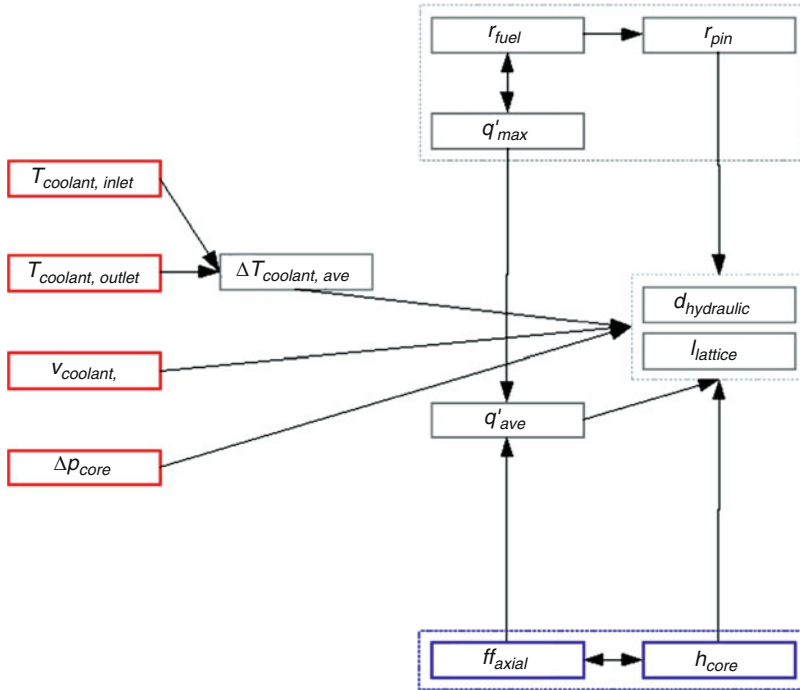 r_fuel
r_pin
q'_max
T_coolant, inlet
T_coolant, outlet
ΔT_coolant, ave
d_hydraulic
l_lattice
v_coolant,
q'_ave
Δp_core
ff_axial
h_core